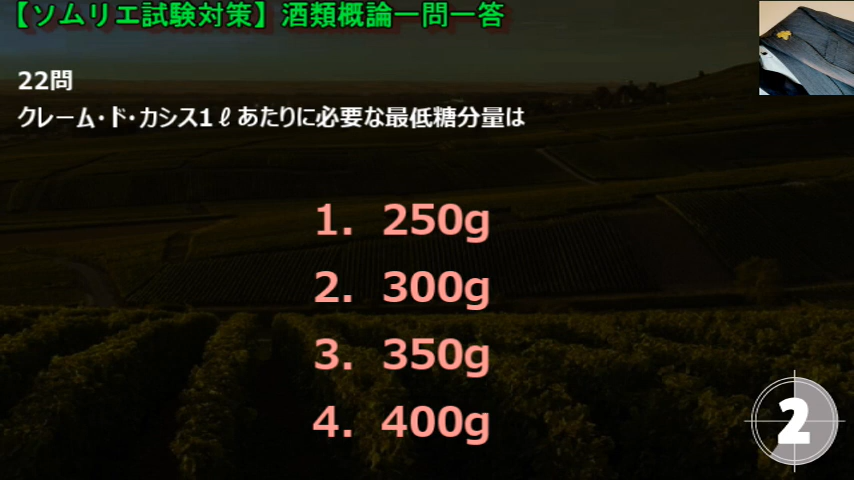 【ソムリエ試験対策】酒類概論一問一答
22問
クレーム・ド・カシス1ℓあたりに必要な最低糖分量は
1. 250g
2. 300g
3. 350g
4. 400g
2